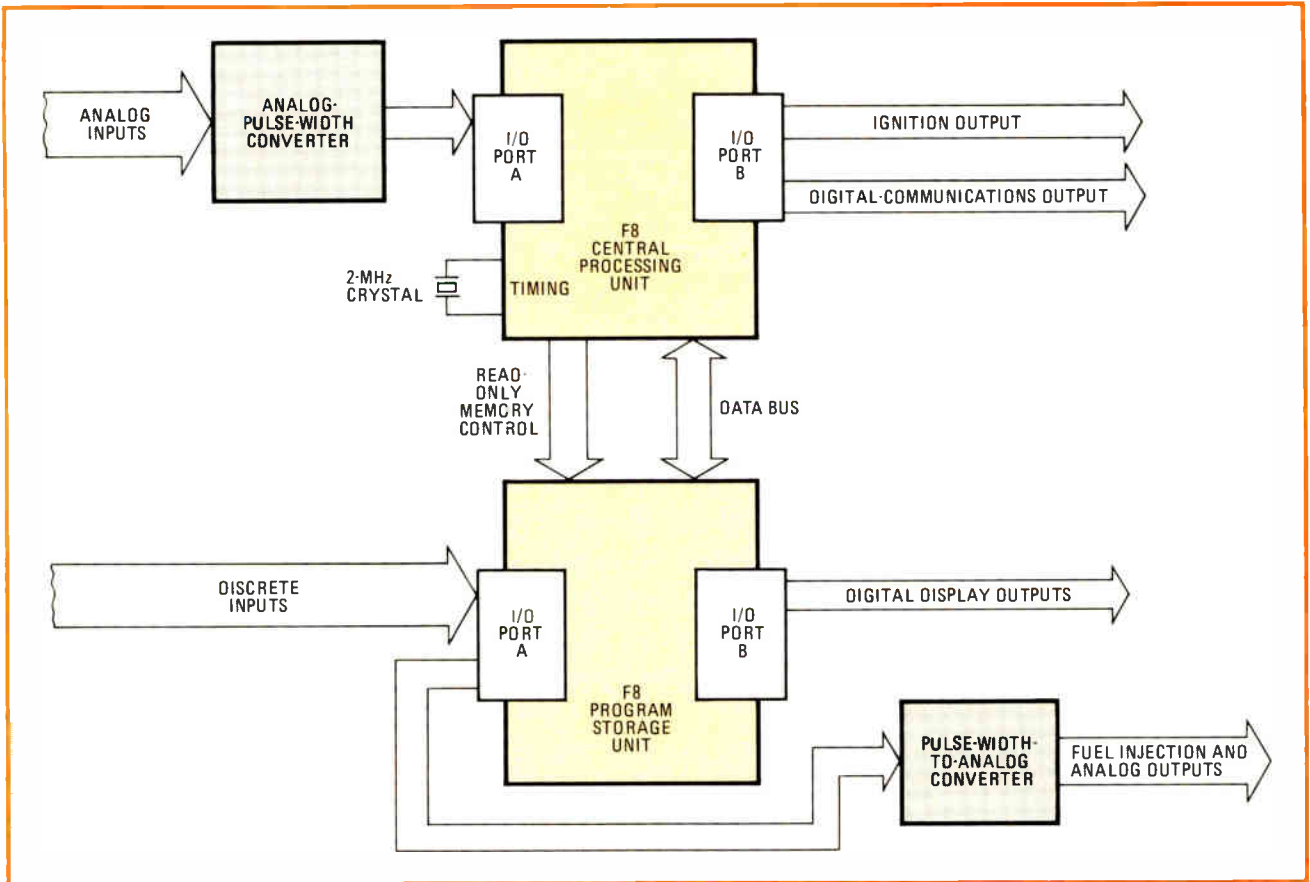 ANALOG
INPUTS
ANALOG-
PULSE-WIDTH
CONVERTER
I/O
PORT
A
I/O
PORT
B
IGNITION OUTPUT
DIGITAL-COMMUNICATIONS OUTPUT
F8
CENTRAL
PROCESSING
UNIT
2-MHz
CRYSTAL
TIMING
READ-
ONLY
MEMORY
CONTROL
DATA BUS
DISCRETE
INPUTS
I/O
PORT
A
I/O
PORT
B
DIGITAL DISPLAY OUTPUTS
F8
PROGRAM
STORAGE
UNIT
PULSE-WIDTH-
TO-ANALOG
CONVERTER
FUEL INJECTION AND
ANALOG OUTPUTS